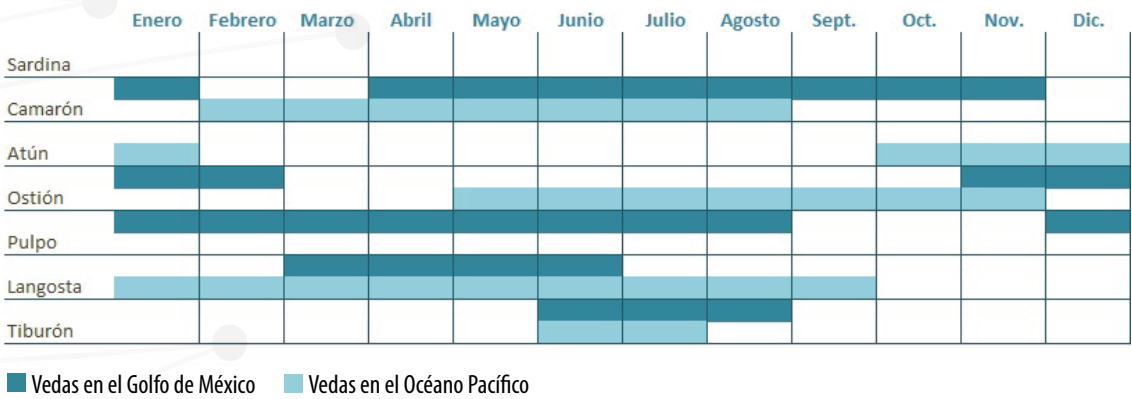 Enero Febrero Marzo Abril Mayo Junio Julio Agosto Sept. Oct. Nov. Dic.
Sardina
Camarón
Atún
Ostión
Pulpo
Langosta
Tiburón
Vedas en el Golfo de México Vedas en el Océano Pacífico